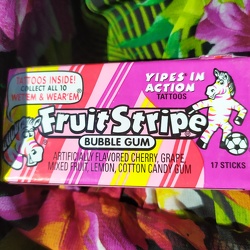 TATTOOS INSIDE!
COLLECT ALL 10
WET'EM & WEAR'EM
YIPES IN
ACTION
TATTOOS
Fruit Stripe
BUBBLE GUM
ARTIFICIALLY FLAVORED CHERRY, GRAPE,
MIXED FRUIT, LEMON, COTTON CANDY GUM
17 STICKS